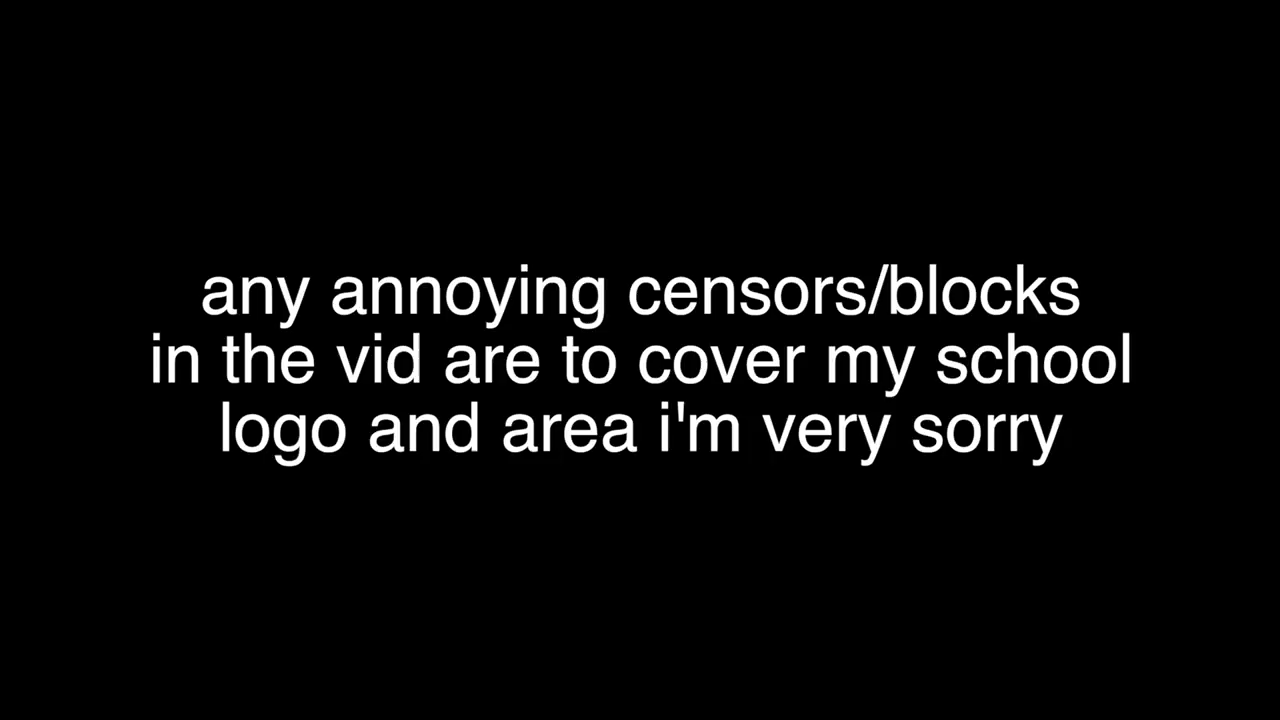 any annoying censors/blocks
in the vid are to cover my school
logo and area i'm very sorry